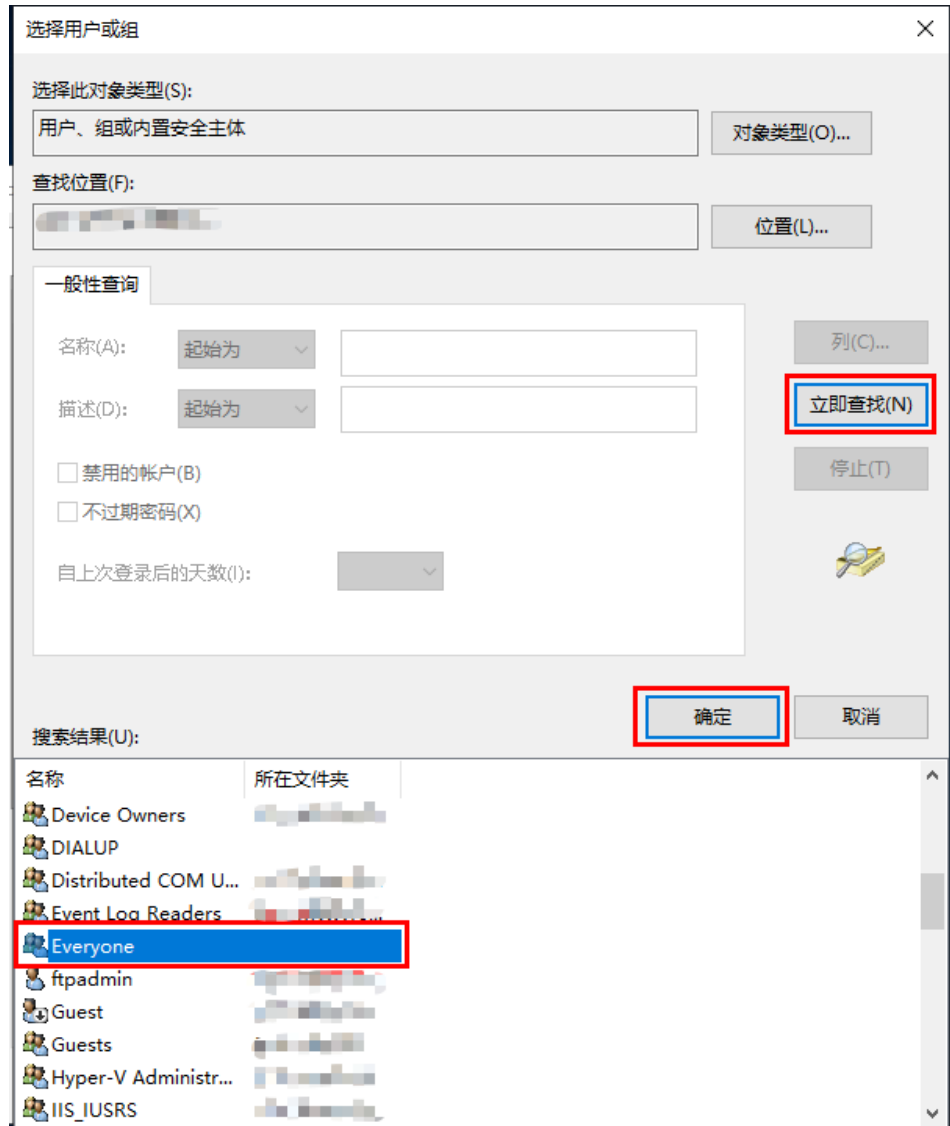 选择用户或组
选择此对象类型(S):
用户、组或内置安全主体
对象类型(O)...
查找位置(F):
位置(L)...
一般性查询
名称(A):
起始为
列(C)...
描述(D):
起始为
立即查找(N)
禁用的帐户(B)
停止(T)
不过期密码(X)
自上次登录后的天数(I):
确定
取消
搜索结果(U):
名称 所在文件夹
Device Owners
DIALUP
Distributed COM U...
Event Log Readers
Everyone
ftpadmin
Guest
Guests
Hyper-V Administr...
IIS_IUSRS